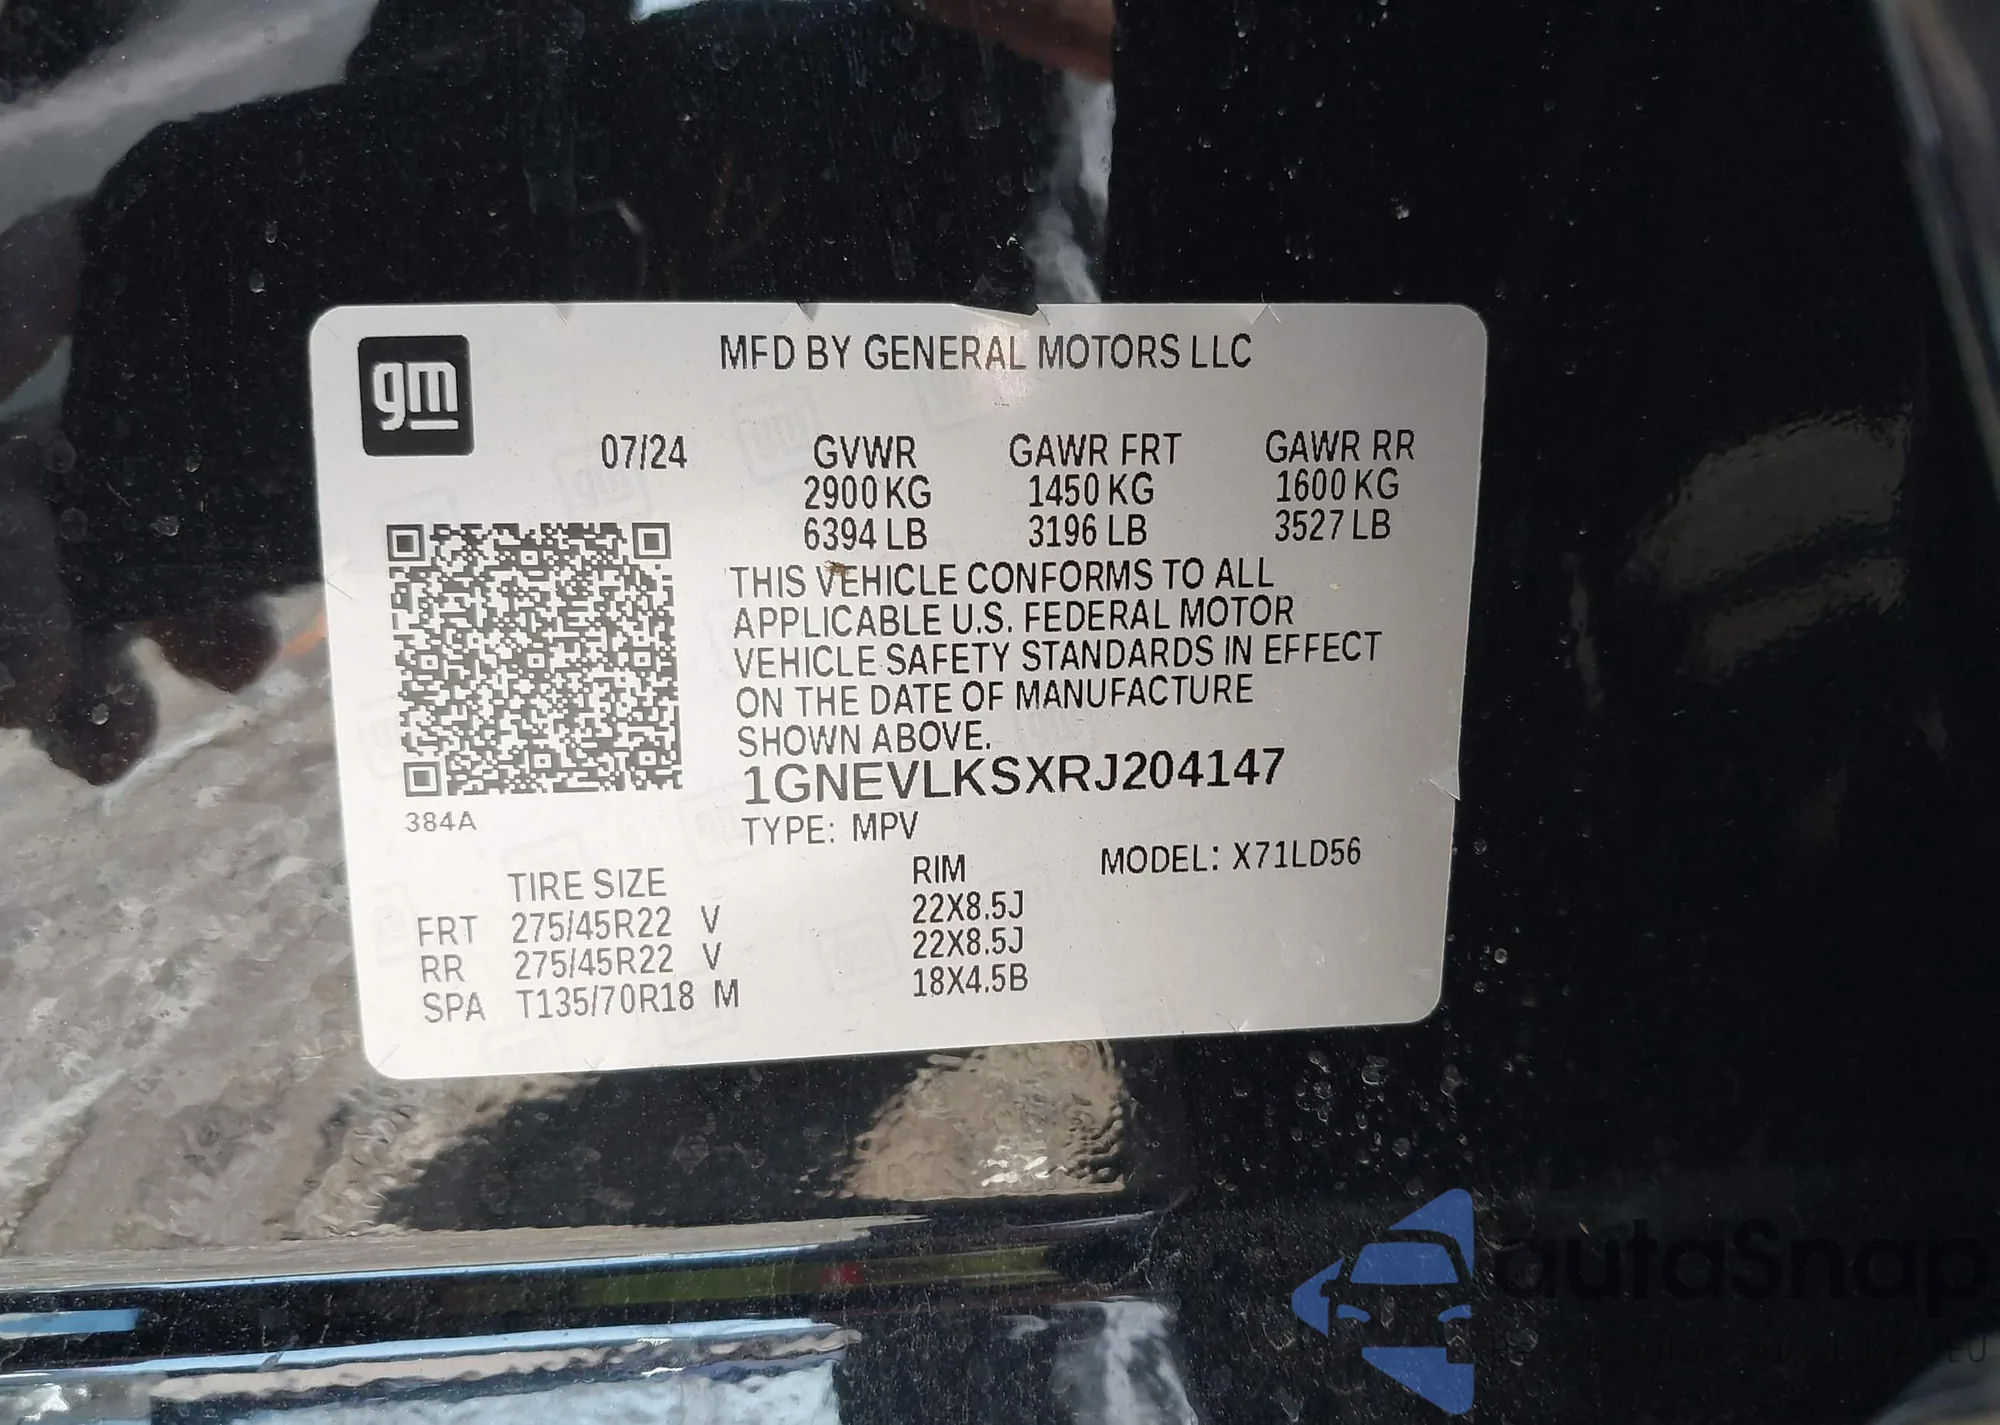 gm
MFD BY GENERAL MOTORS LLC
07/24 GVWR GAWR FRT GAWR RR
2900 KG 1450 KG 1600 KG
6394 LB 3196 LB 3527 LB
THIS VEHICLE CONFORMS TO ALL
APPLICABLE U.S. FEDERAL MOTOR
VEHICLE SAFETY STANDARDS IN EFFECT
ON THE DATE OF MANUFACTURE
SHOWN ABOVE.
1GNEVLKSXRJ204147
384A
TYPE: MPV
MODEL: X71LD56
TIRE SIZE RIM
FRT 275/45R22 V 22X8.5J
RR 275/45R22 V 22X8.5J
SPA T135/70R18 M 18X4.5B
autaSnap